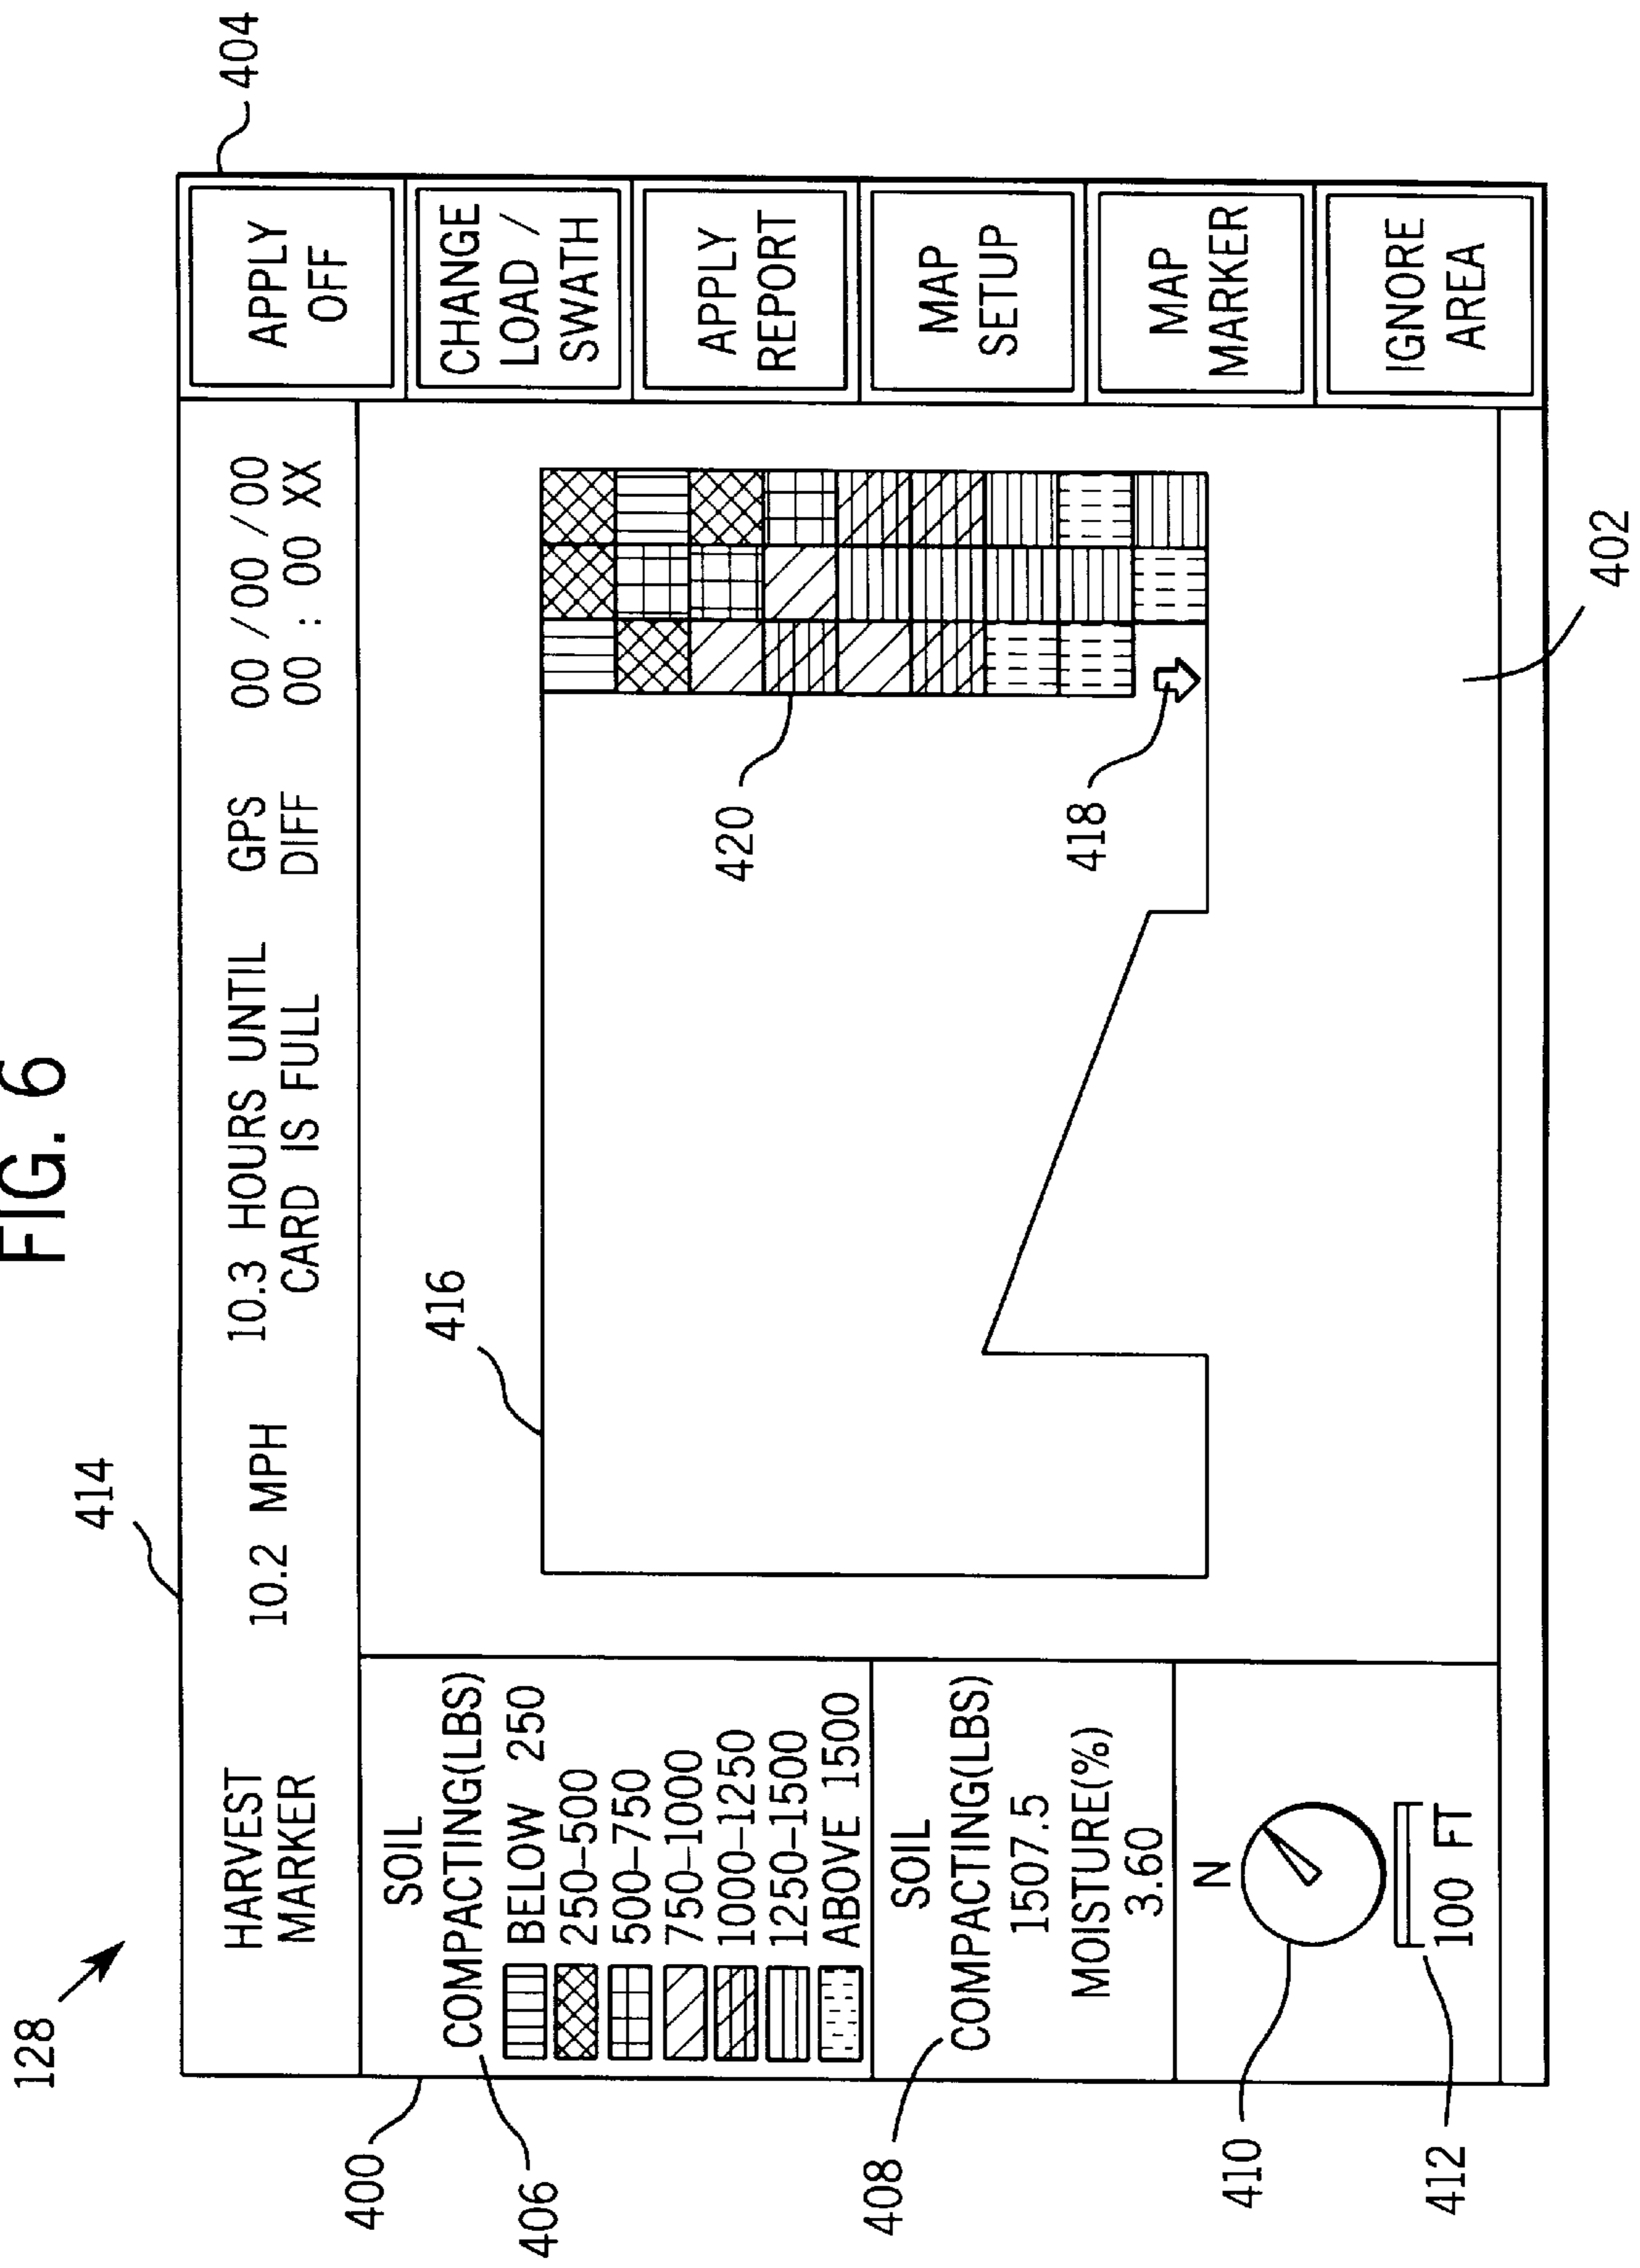 FIG. 6
128
414
404
HARVEST
MARKER
10.2 MPH
10.3 HOURS UNTIL
CARD IS FULL
GPS
DIFF
00 /00 /00
00 : 00 XX
400
406
SOIL
COMPACTING(LBS)
BELOW 250
250-500
500-750
750-1000
1000-1250
1250-1500
ABOVE 1500
408
SOIL
COMPACTING(LBS)
1507.5
MOISTURE(%)
3.60
410
N
412
100 FT
416
420
418
402
APPLY
OFF
CHANGE
LOAD /
SWATH
APPLY
REPORT
MAP
SETUP
MAP
MARKER
IGNORE
AREA